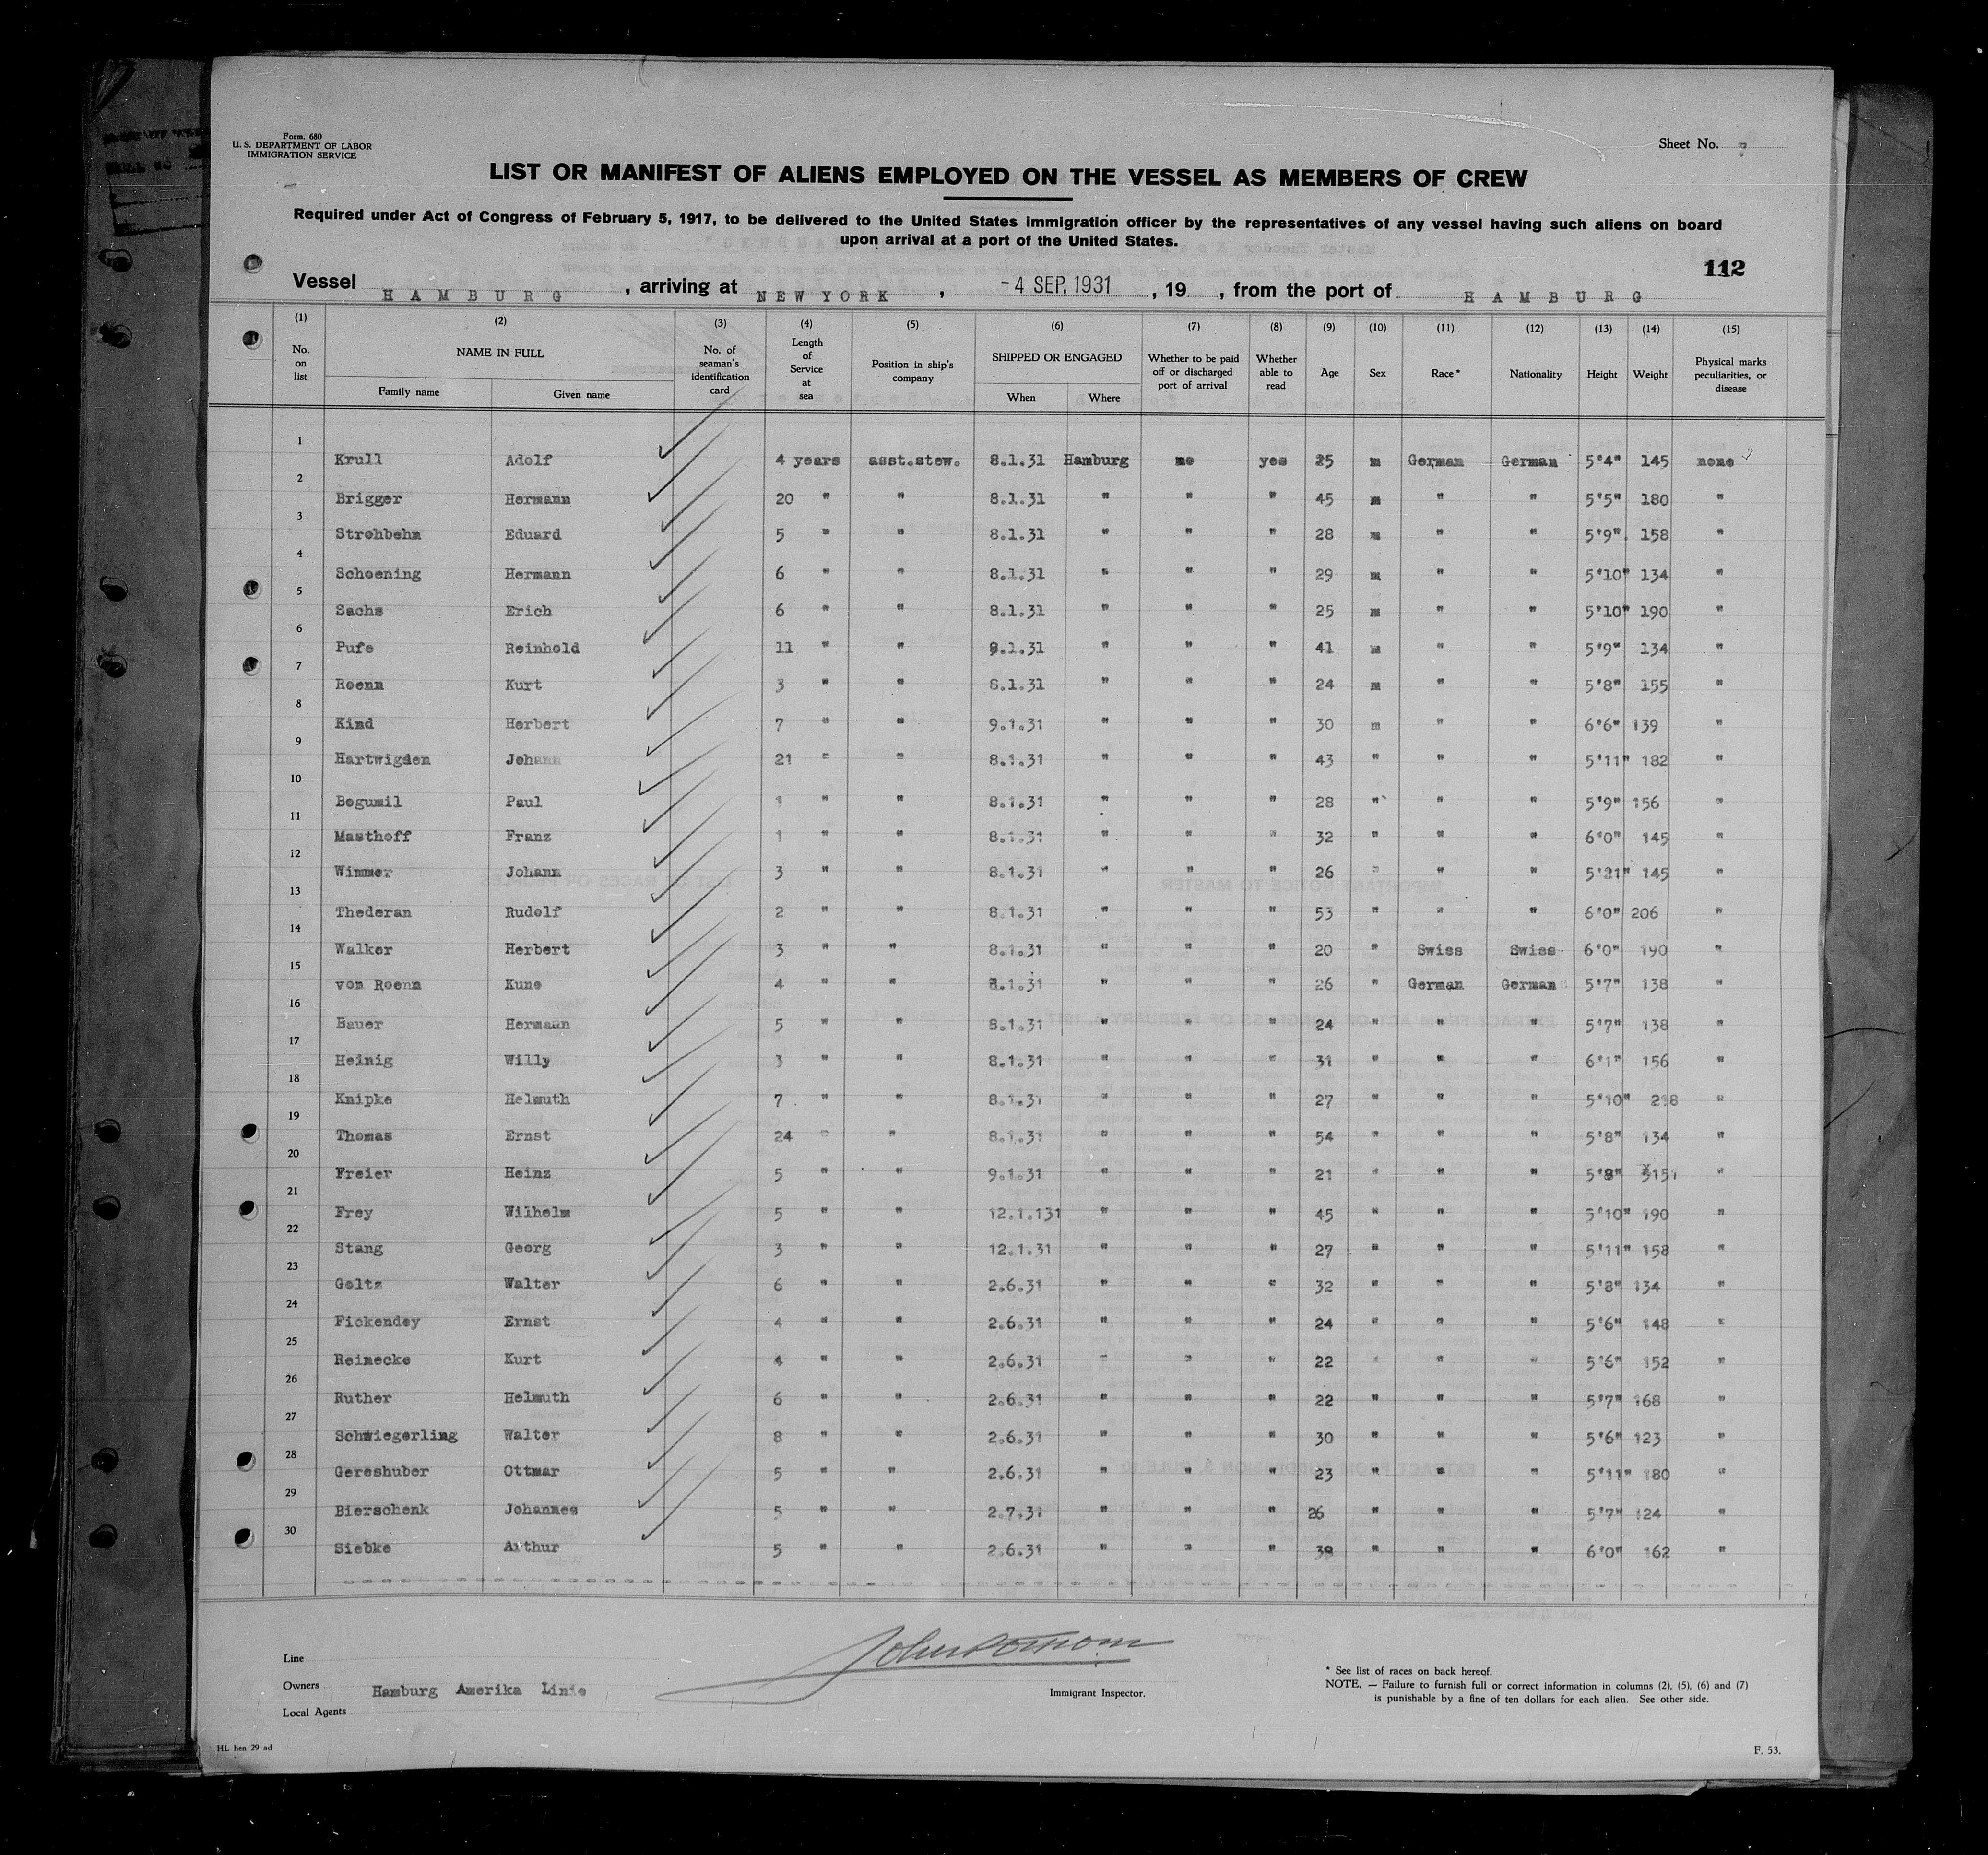 Form. 680
U. S. DEPARTMENT OF LABOR
IMMIGRATION SERVICE
Sheet No. 7
LIST OR MANIFEST OF ALIENS EMPLOYED ON THE VESSEL AS MEMBERS OF CREW
Required under Act of Congress of February 5, 1917, to be delivered to the United States immigration officer by the representatives of any vessel having such aliens on board
upon arrival at a port of the United States.
112
Vessel HAMBURG , arriving at NEW YORK , -4 SEP. 1931 , 19 , from the port of HAMBURG
(1) (2) (3) (4) (5) (6) (7) (8) (9) (10) (11) (12) (13) (14) (15)
No. on list NAME IN FULL Family name Given name No. of seaman's identification card Length of Service at sea Position in ship's company SHIPPED OR ENGAGED When Where Whether to be paid off or discharged port of arrival Whether able to read Age Sex Race* Nationality Height Weight Physical marks peculiarities, or disease
1 Krull Adolf 4 years asst.stew. 8.1.31 Hamburg no yes 25 m German German 5'4" 145 none
2 Brigger Hermann 20 " " 8.1.31 " " " 45 m " " 5'5" 180 "
3 Strohbehn Eduard 5 " " 8.1.31 " " " 28 m " " 5'9" 158 "
4 Schoening Hermann 6 " " 8.1.31 " " " 29 m " " 5'10" 134 "
5 Sachs Erich 6 " " 8.1.31 " " " 25 m " " 5'10" 190 "
6 Pufe Reinhold 11 " " 9.1.31 " " " 41 m " " 5'9" 134 "
7 Roenn Kurt 3 " " 8.1.31 " " " 24 m " " 5'8" 155 "
8 Kind Herbert 7 " " 9.1.31 " " " 30 m " " 6'6" 139 "
9 Hartwigsen Johann 21 " " 8.1.31 " " " 43 " " " 5'11" 182 "
10 Bogumil Paul 1 " " 8.1.31 " " " 28 " " " 5'9" 156 "
11 Masthoff Franz 1 " " 8.1.31 " " " 32 " " " 6'0" 145 "
12 Wimmer Johann 3 " " 8.1.31 " " " 26 " " " 145 "
13 Thederan Rudolf 2 " " 8.1.31 " " " 53 " " " 6'0" 206 "
14 Walker Herbert 3 " " 8.1.31 " " " 20 " Swiss Swiss 6'0" 190 "
15 von Roenn Kuno 4 " " 8.1.31 " " " 26 " German German 5'7" 138 "
16 Bauer Hermann 5 " " 8.1.31 " " " 24 " " " 5'7" 138 "
17 Heinig Willy 3 " " 8.1.31 " " " 31 " " " 6'1" 156 "
18 Knipke Helmuth 7 " " 8.1.31 " " " 27 " " " 5'10" 218 "
19 Thomas Ernst 24 " " 8.1.31 " " " 54 " " " 5'8" 134 "
20 Freier Heinz 5 " " 9.1.31 " " " 21 " " " 5'8" "
21 Frey Wilhelm 5 " " 12.1.131 " " " 45 " " " 5'10" 190 "
22 Stang Georg 3 " " 12.1.31 " " " 27 " " " 5'11" 158 "
23 Goltz Walter 6 " " 2.6.31 " " " 32 " " " 5'8" 134 "
24 Fickendey Ernst 4 " " 2.6.31 " " " 24 " " " 5'6" 148 "
25 Reinecke Kurt 4 " " 2.6.31 " " " 22 " " " 5'6" 152 "
26 Ruther Helmuth 6 " " 2.6.31 " " " 22 " " " 5'7" 168 "
27 Schwiegerling Walter 8 " " 2.6.31 " " " 30 " " " 5'6" 123 "
28 Gereshuber Ottmar 5 " " 2.6.31 " " " 23 " " " 5'11" 180 "
29 Bierschenk Johannes 5 " " 2.7.31 " " " 26 " " " 5'7" 124 "
30 Siebke Arthur 5 " " 2.6.31 " " " " " " 6'0" 162 "
Line
Owners Hamburg Amerika Linie
Local Agents
Immigrant Inspector.
* See list of races on back hereof.
NOTE. — Failure to furnish full or correct information in columns (2), (5), (6) and (7)
is punishable by a fine of ten dollars for each alien. See other side.
HL hen 29 ad
F. 53.